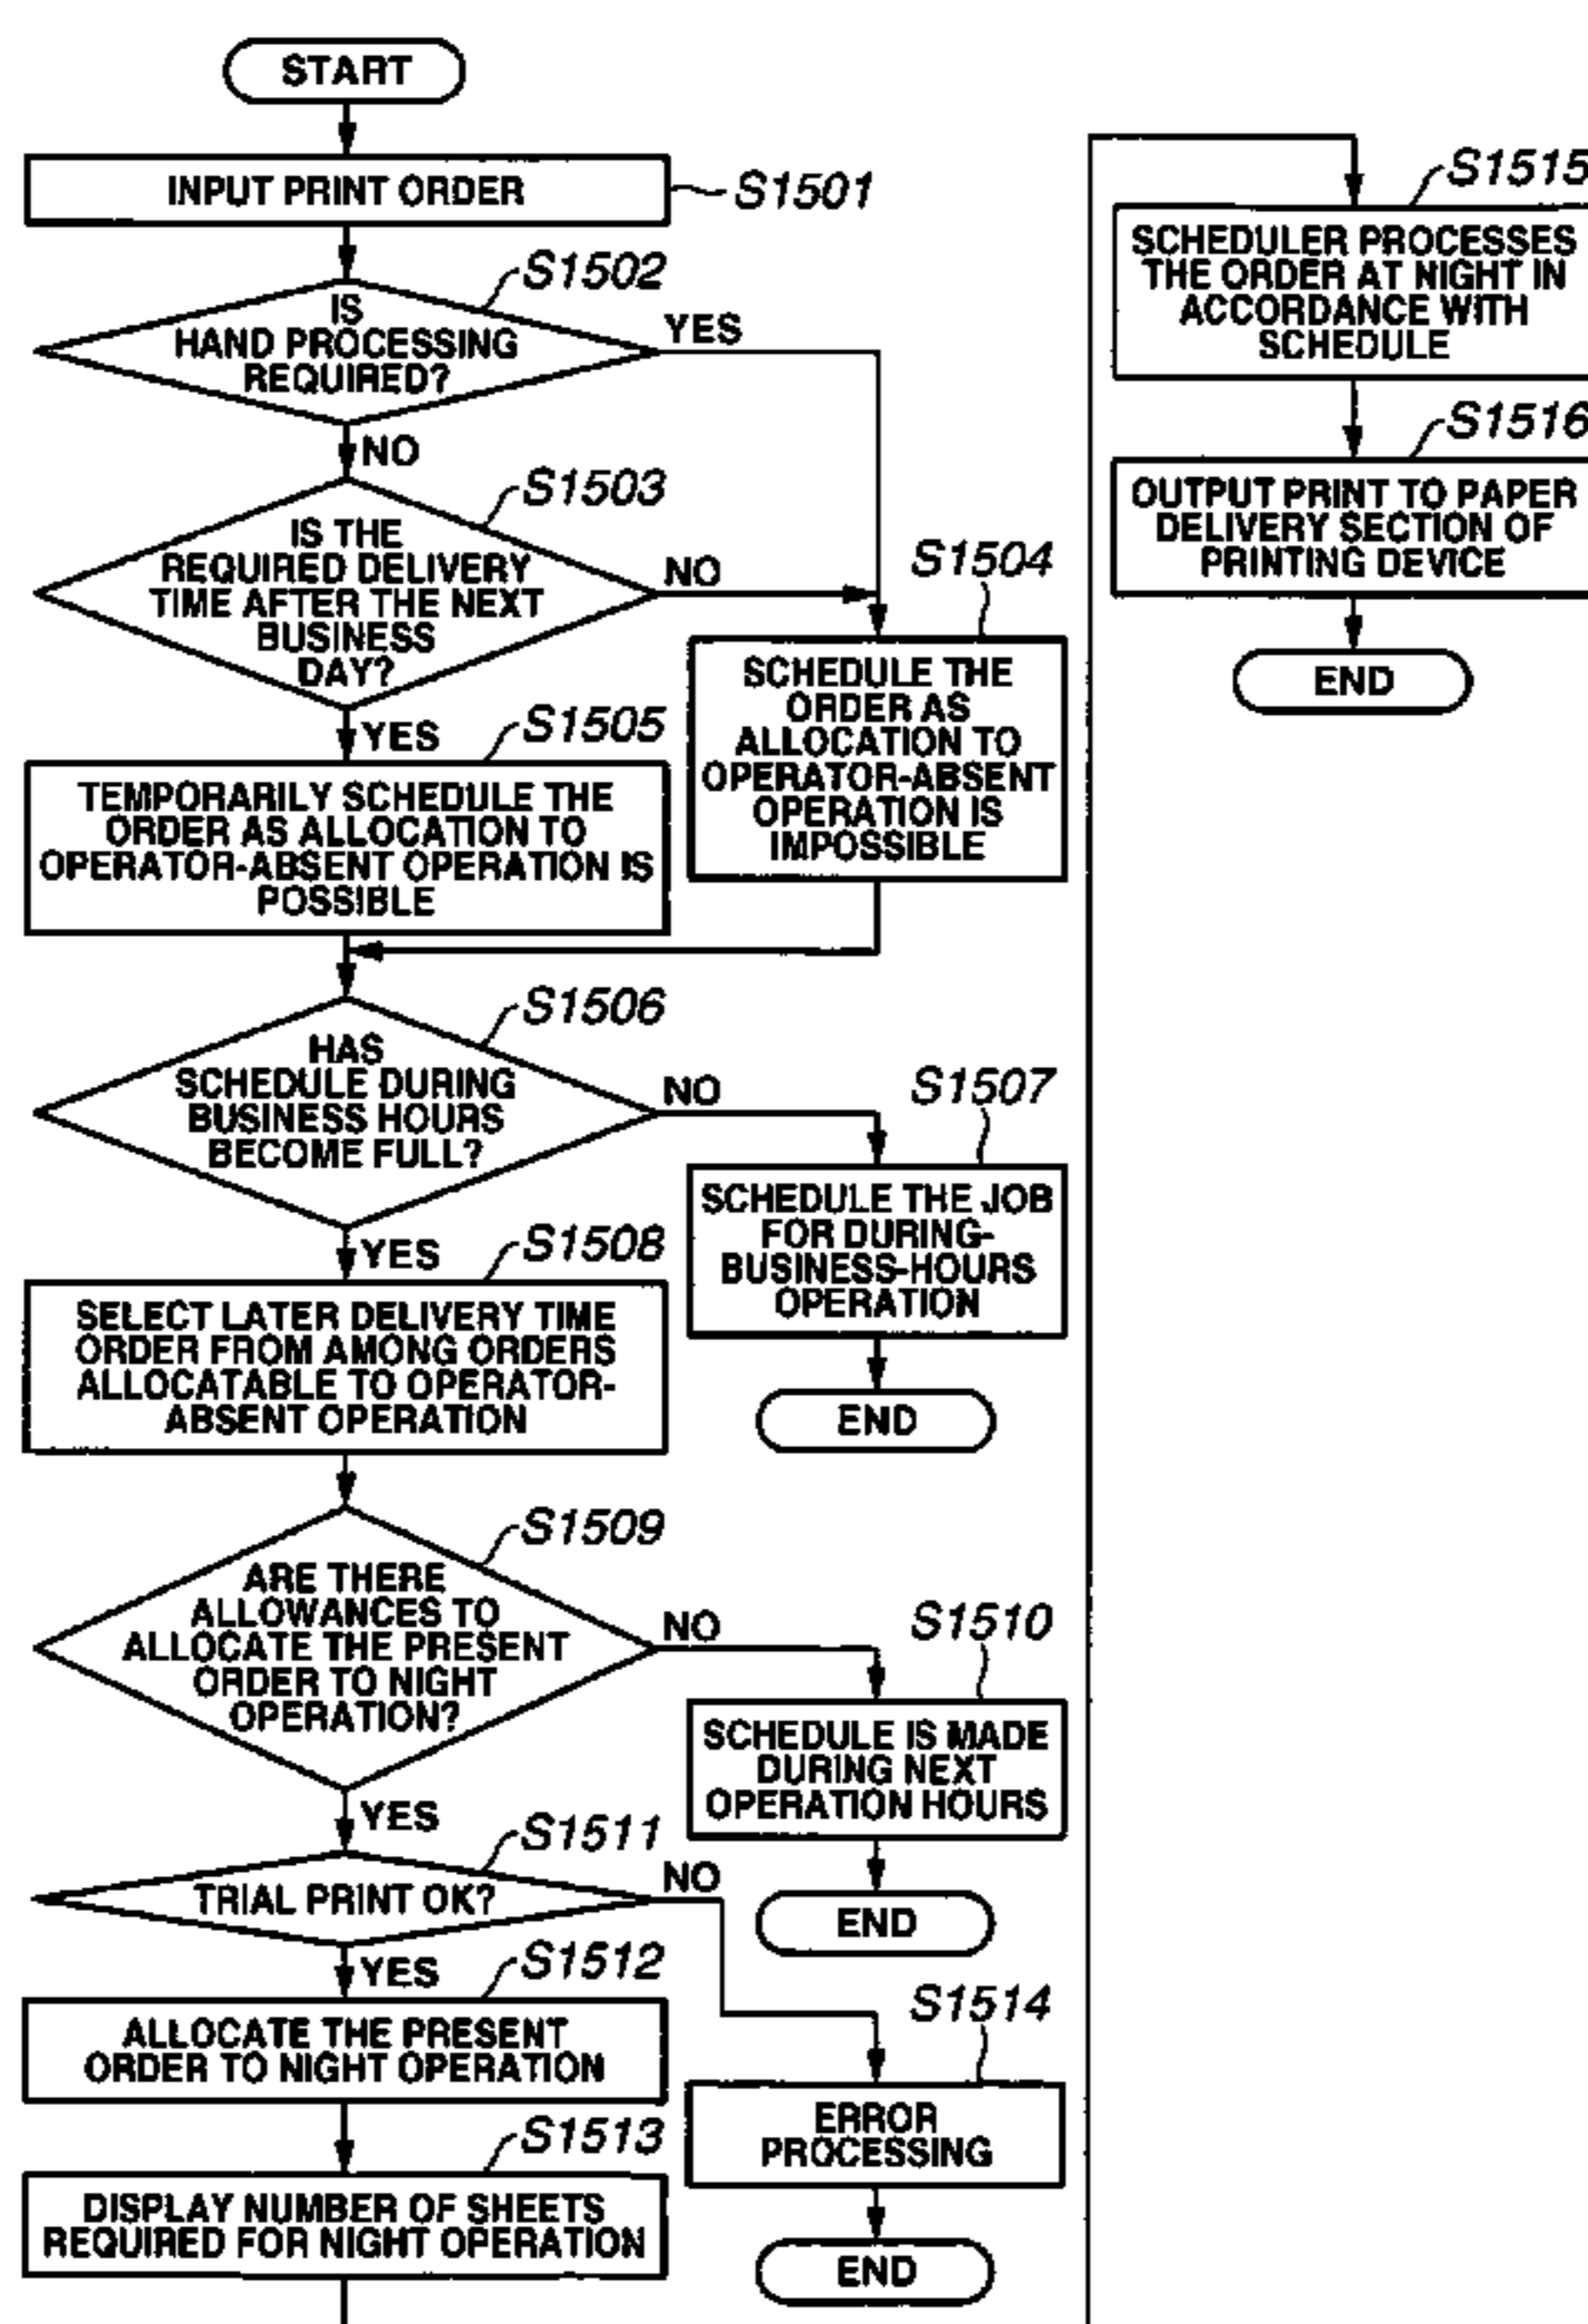 START
INPUT PRINT ORDER
S1501
S1502
IS
HAND PROCESSING
REQUIRED?
YES
NO
S1503
IS THE
REQUIRED DELIVERY
TIME AFTER THE NEXT
BUSINESS
DAY?
NO
YES
S1504
SCHEDULE THE
ORDER AS
ALLOCATION TO
OPERATOR-ABSENT
OPERATION IS
IMPOSSIBLE
S1505
TEMPORARILY SCHEDULE THE
ORDER AS ALLOCATION TO
OPERATOR-ABSENT OPERATION IS
POSSIBLE
S1506
HAS
SCHEDULE DURING
BUSINESS HOURS
BECOME FULL?
NO
YES
S1507
SCHEDULE THE JOB
FOR DURING-
BUSINESS-HOURS
OPERATION
END
S1508
SELECT LATER DELIVERY TIME
ORDER FROM AMONG ORDERS
ALLOCATABLE TO OPERATOR-
ABSENT OPERATION
S1509
ARE THERE
ALLOWANCES TO
ALLOCATE THE PRESENT
ORDER TO NIGHT
OPERATION?
NO
YES
S1510
SCHEDULE IS MADE
DURING NEXT
OPERATION HOURS
END
S1511
TRIAL PRINT OK?
NO
YES
S1512
ALLOCATE THE PRESENT
ORDER TO NIGHT OPERATION
S1514
ERROR
PROCESSING
END
S1513
DISPLAY NUMBER OF SHEETS
REQUIRED FOR NIGHT OPERATION
S1515
SCHEDULER PROCESSES
THE ORDER AT NIGHT IN
ACCORDANCE WITH
SCHEDULE
S1516
OUTPUT PRINT TO PAPER
DELIVERY SECTION OF
PRINTING DEVICE
END